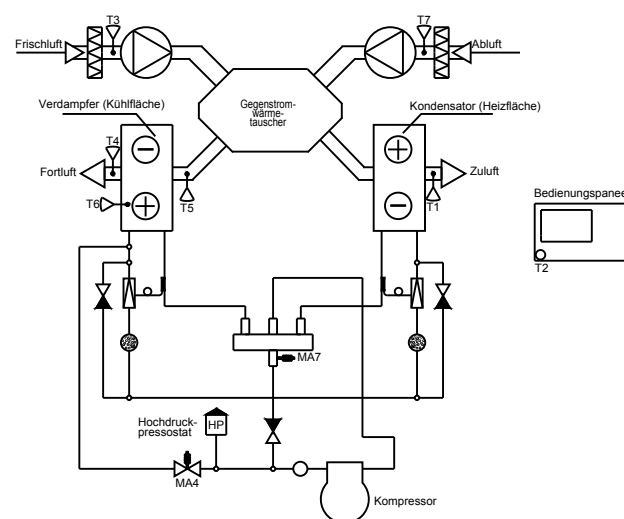 T3
T7
Frischluft
Abluft
Verdampfer (Kühlfläche)
Gegenstrom-
wärme-
tauscher
Kondensator (Heizfläche)
T4
Fortluft
T6
T5
Zuluft
T1
Bedienungspanee
T2
MA7
Hochdruck-
pressostat
HP
MA4
Kompressor